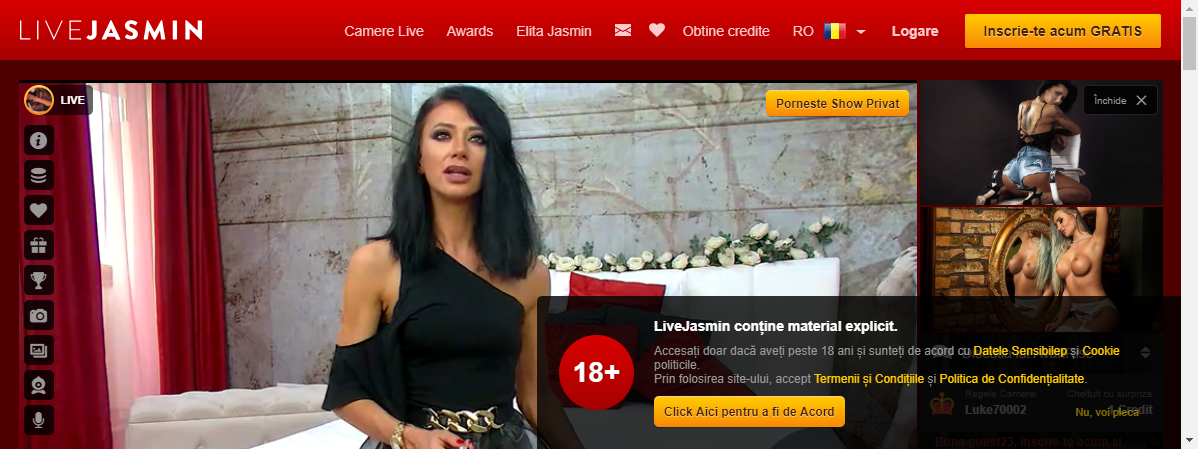 LIVEJASMIN
Camere Live Awards Elita Jasmin Obtine credite RO Logare Inscrie-te acum GRATIS
LIVE
Porneste Show Privat
Închide
LiveJasmin conține material explicit.
18+
Accesați doar dacă aveți peste 18 ani și sunteți de acord cu Datele Sensibilep și Cookie
politicile.
Prin folosirea site-ului, accept Termenii și Condițiile și Politica de Confidențialitate.
Click Aici pentru a fi de Acord
Nu, voi pleca
Regele Camerei Cheltuit cu surprize
Luke70002 Credit
Buna guest23, inscrie-te acum si